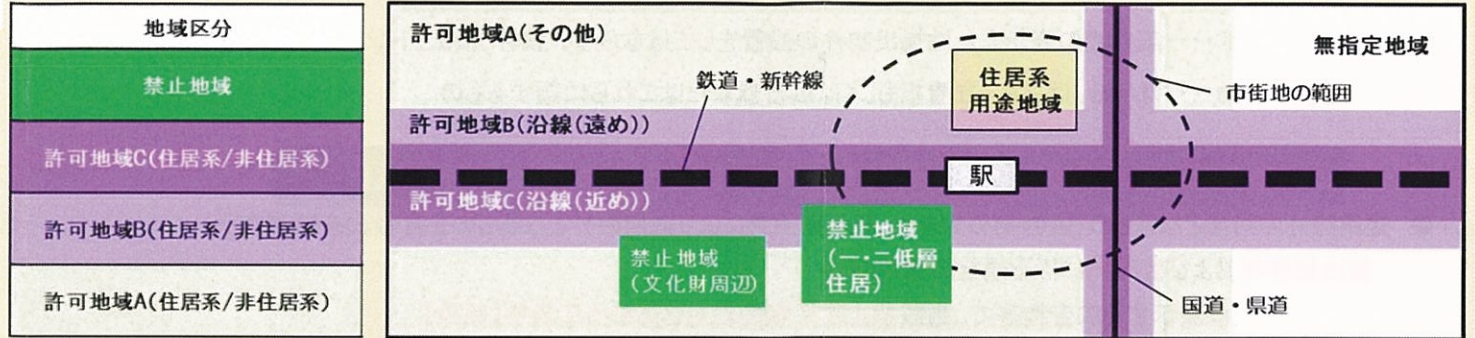 地域区分
禁止地域
許可地域C(住居系/非住居系)
許可地域B(住居系/非住居系)
許可地域A(住居系/非住居系)
許可地域A(その他)
無指定地域
鉄道・新幹線
住居系
用途地域
市街地の範囲
許可地域B(沿線(遠め))
駅
許可地域C(沿線(近め))
禁止地域
(文化財周辺)
禁止地域
(一・二低層
住居)
国道・県道